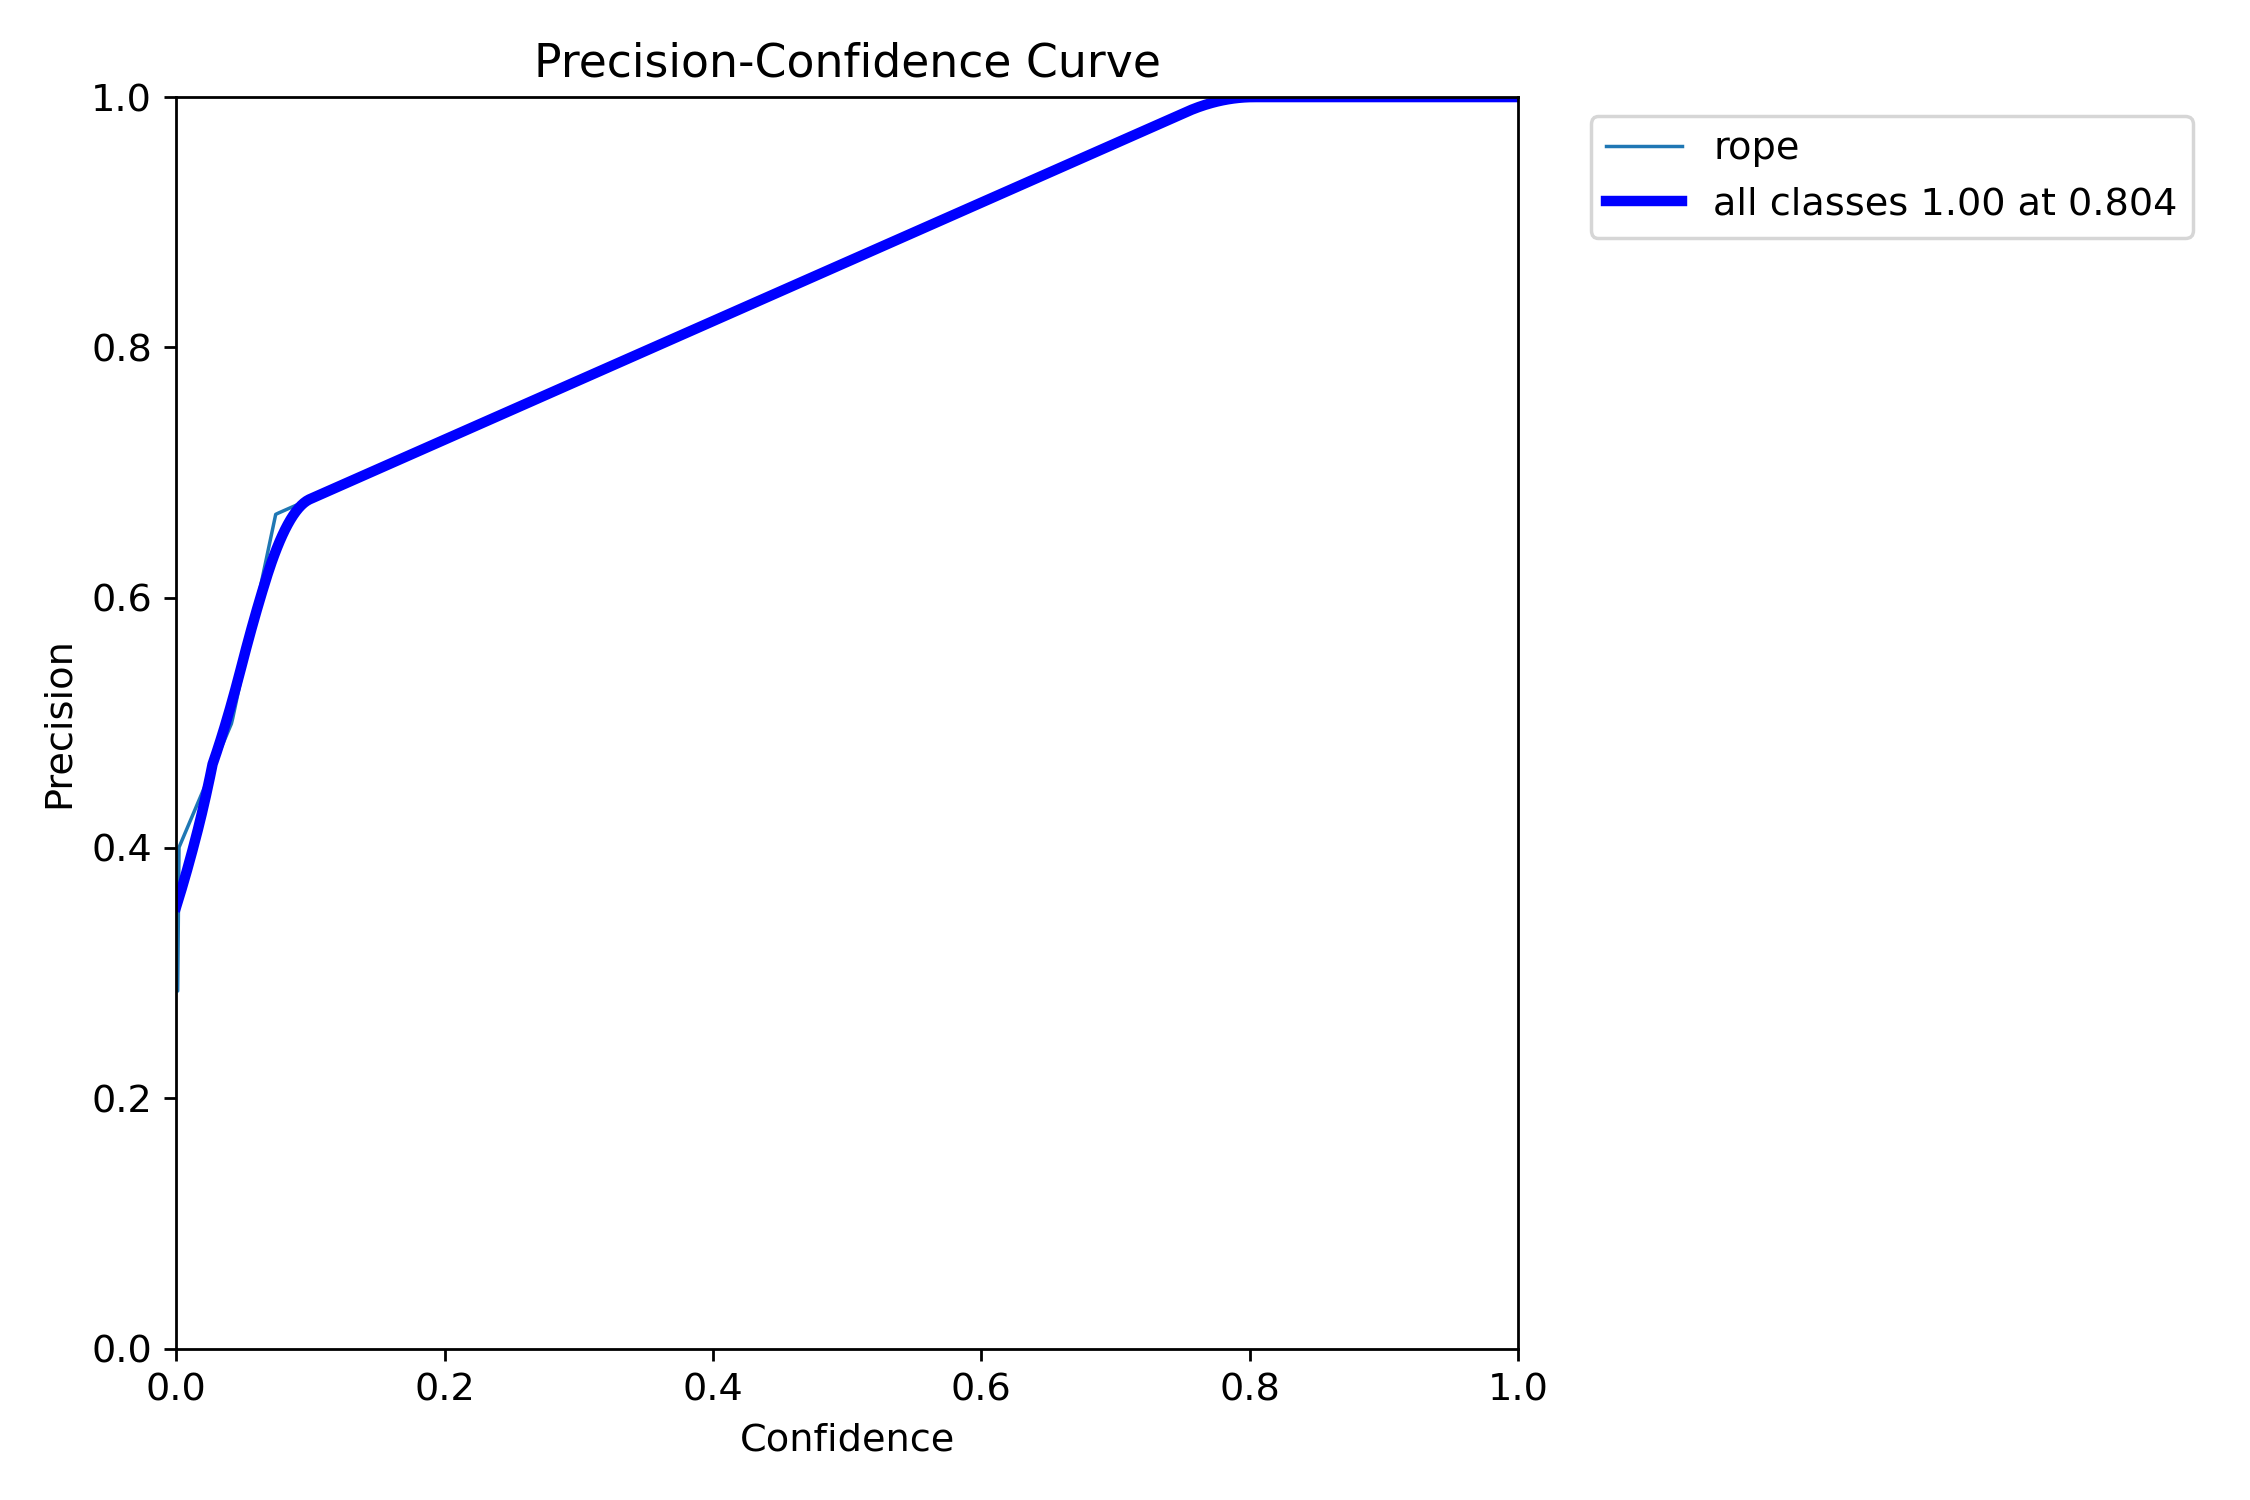 Precision-Confidence Curve
1.0
0.8
0.6
0.4
0.2
0.0
Precision
0.0 0.2 0.4 0.6 0.8 1.0
Confidence
rope
all classes 1.00 at 0.804